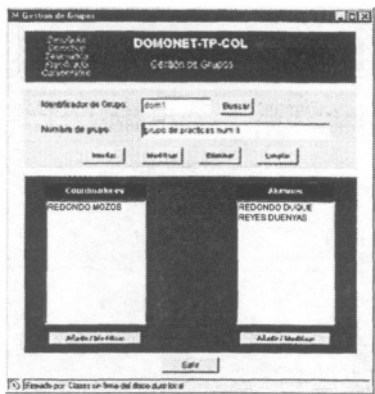 Gestion de Grupos
DOMONET-TP-COL
Gestión de Grupos
Identificador de Grupo:
dom1
Buscar
Nombre de grupo:
grupo de practicas num 1
Insertar
Modificar
Eliminar
Limpiar
Coordinadores
Alumnos
REDONDO MOZOS
REDONDO DUQUE
REYES DUENYAS
Añadir / Modificar
Añadir / Modificar
Salir
Firmado por: Classes sin firma del disco duro local